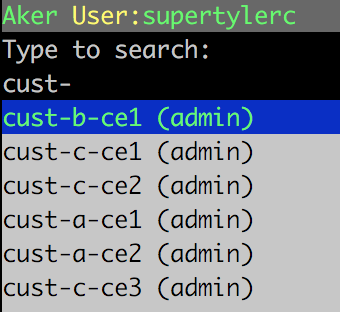 Aker User:supertylerc
Type to search:
cust-
cust-b-ce1 (admin)
cust-c-ce1 (admin)
cust-c-ce2 (admin)
cust-a-ce1 (admin)
cust-a-ce2 (admin)
cust-c-ce3 (admin)